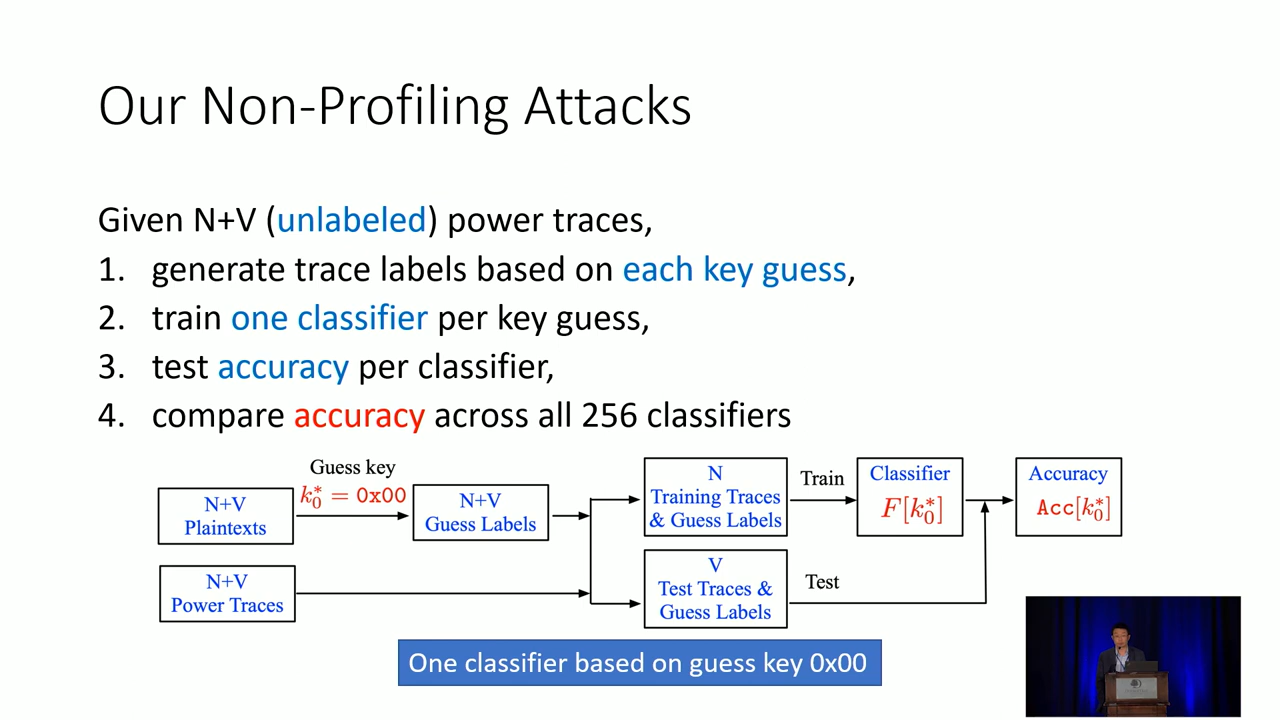 Our Non-Profiling Attacks
Given N+V (unlabeled) power traces,
1. generate trace labels based on each key guess,
2. train one classifier per key guess,
3. test accuracy per classifier,
4. compare accuracy across all 256 classifiers
Guess key
k₀* = 0x00
N+V
Plaintexts
N+V
Guess Labels
N+V
Power Traces
N
Training Traces
& Guess Labels
Train
Classifier
F[k₀*]
Accuracy
Acc[k₀*]
V
Test Traces &
Guess Labels
Test
One classifier based on guess key 0x00